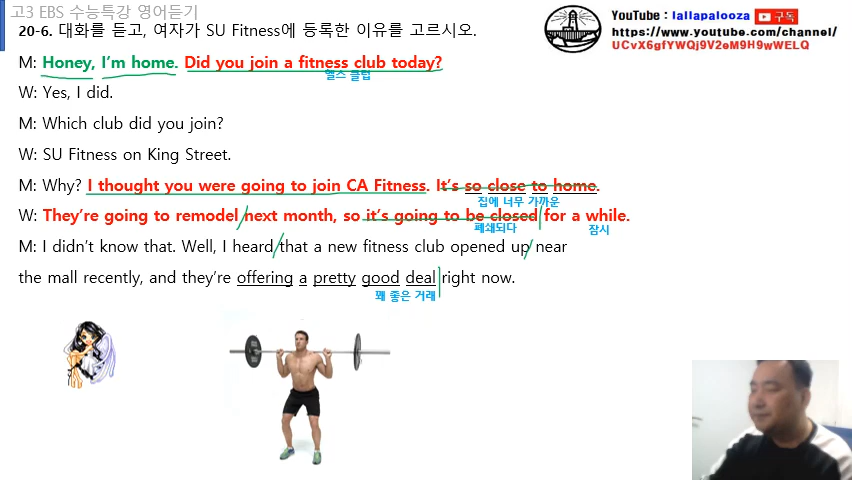 고3 EBS 수능특강 영어듣기
20-6. 대화를 듣고, 여자가 SU Fitness에 등록한 이유를 고르시오.
YouTube : lallapalooza 구독
https://www.youtube.com/channel/
UCvX6gfYWQj9V2eM9H9wWELQ
M: Honey, I'm home. Did you join a fitness club today?
헬스 클럽
W: Yes, I did.
M: Which club did you join?
W: SU Fitness on King Street.
M: Why? I thought you were going to join CA Fitness. It's so close to home.
집에 너무 가까운
W: They're going to remodel next month, so it's going to be closed for a while.
폐쇄되다
잠시
M: I didn't know that. Well, I heard that a new fitness club opened up near
the mall recently, and they're offering a pretty good deal right now.
꽤 좋은 거래